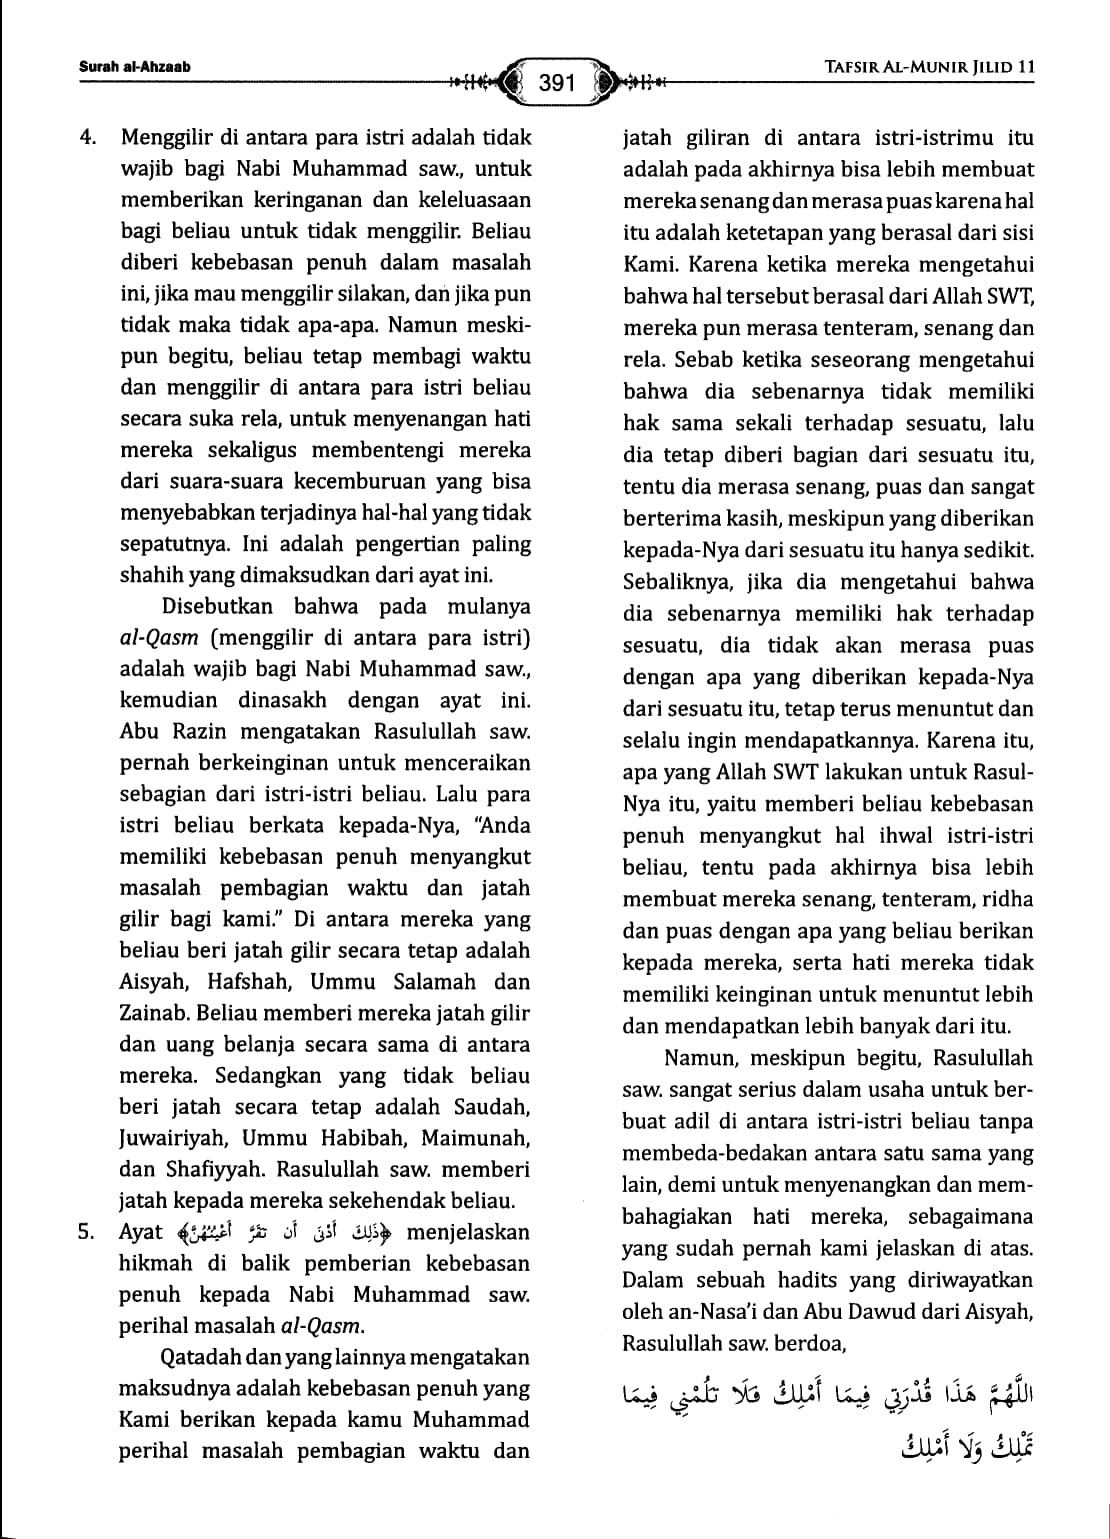 Surah al-Ahzaab
391
TAFSIR AL-MUNIR JILID 11
4. Menggilir di antara para istri adalah tidak
wajib bagi Nabi Muhammad saw., untuk
memberikan keringanan dan keleluasaan
bagi beliau untuk tidak menggilir. Beliau
diberi kebebasan penuh dalam masalah
ini, jika mau menggilir silakan, dan jika pun
tidak maka tidak apa-apa. Namun meski-
pun begitu, beliau tetap membagi waktu
dan menggilir di antara para istri beliau
secara suka rela, untuk menyenangan hati
mereka sekaligus membentengi mereka
dari suara-suara kecemburuan yang bisa
menyebabkan terjadinya hal-hal yang tidak
sepatutnya. Ini adalah pengertian paling
shahih yang dimaksudkan dari ayat ini.
Disebutkan bahwa pada mulanya
al-Qasm (menggilir di antara para istri)
adalah wajib bagi Nabi Muhammad saw.,
kemudian dinasakh dengan ayat ini.
Abu Razin mengatakan Rasulullah saw.
pernah berkeinginan untuk menceraikan
sebagian dari istri-istri beliau. Lalu para
istri beliau berkata kepada-Nya, “Anda
memiliki kebebasan penuh menyangkut
masalah pembagian waktu dan jatah
gilir bagi kami.” Di antara mereka yang
beliau beri jatah gilir secara tetap adalah
Aisyah, Hafshah, Ummu Salamah dan
Zainab. Beliau memberi mereka jatah gilir
dan uang belanja secara sama di antara
mereka. Sedangkan yang tidak beliau
beri jatah secara tetap adalah Saudah,
Juwairiyah, Ummu Habibah, Maimunah,
dan Shafiyyah. Rasulullah saw. memberi
jatah kepada mereka sekehendak beliau.
5. Ayat ﴿ذَٰلِكَ أَدْنَىٰ أَن تَقَرَّ أَعْيُنُهُنَّ﴾ menjelaskan
hikmah di balik pemberian kebebasan
penuh kepada Nabi Muhammad saw.
perihal masalah al-Qasm.
Qatadah dan yang lainnya mengatakan
maksudnya adalah kebebasan penuh yang
Kami berikan kepada kamu Muhammad
perihal masalah pembagian waktu dan
jatah giliran di antara istri-istrimu itu
adalah pada akhirnya bisa lebih membuat
mereka senang dan merasa puas karena hal
itu adalah ketetapan yang berasal dari sisi
Kami. Karena ketika mereka mengetahui
bahwa hal tersebut berasal dari Allah SWT,
mereka pun merasa tenteram, senang dan
rela. Sebab ketika seseorang mengetahui
bahwa dia sebenarnya tidak memiliki
hak sama sekali terhadap sesuatu, lalu
dia tetap diberi bagian dari sesuatu itu,
tentu dia merasa senang, puas dan sangat
berterima kasih, meskipun yang diberikan
kepada-Nya dari sesuatu itu hanya sedikit.
Sebaliknya, jika dia mengetahui bahwa
dia sebenarnya memiliki hak terhadap
sesuatu, dia tidak akan merasa puas
dengan apa yang diberikan kepada-Nya
dari sesuatu itu, tetap terus menuntut dan
selalu ingin mendapatkannya. Karena itu,
apa yang Allah SWT lakukan untuk Rasul-
Nya itu, yaitu memberi beliau kebebasan
penuh menyangkut hal ihwal istri-istri
beliau, tentu pada akhirnya bisa lebih
membuat mereka senang, tenteram, ridha
dan puas dengan apa yang beliau berikan
kepada mereka, serta hati mereka tidak
memiliki keinginan untuk menuntut lebih
dan mendapatkan lebih banyak dari itu.
Namun, meskipun begitu, Rasulullah
saw. sangat serius dalam usaha untuk ber-
buat adil di antara istri-istri beliau tanpa
membeda-bedakan antara satu sama yang
lain, demi untuk menyenangkan dan mem-
bahagiakan hati mereka, sebagaimana
yang sudah pernah kami jelaskan di atas.
Dalam sebuah hadits yang diriwayatkan
oleh an-Nasa’i dan Abu Dawud dari Aisyah,
Rasulullah saw. berdoa,
اللَّهُمَّ هَذَا قُدْرَتِي فِيمَا أَمْلِكُ فَلَا تَلُمْنِي فِيمَا
تَمْلِكُ وَلَا أَمْلِكُ